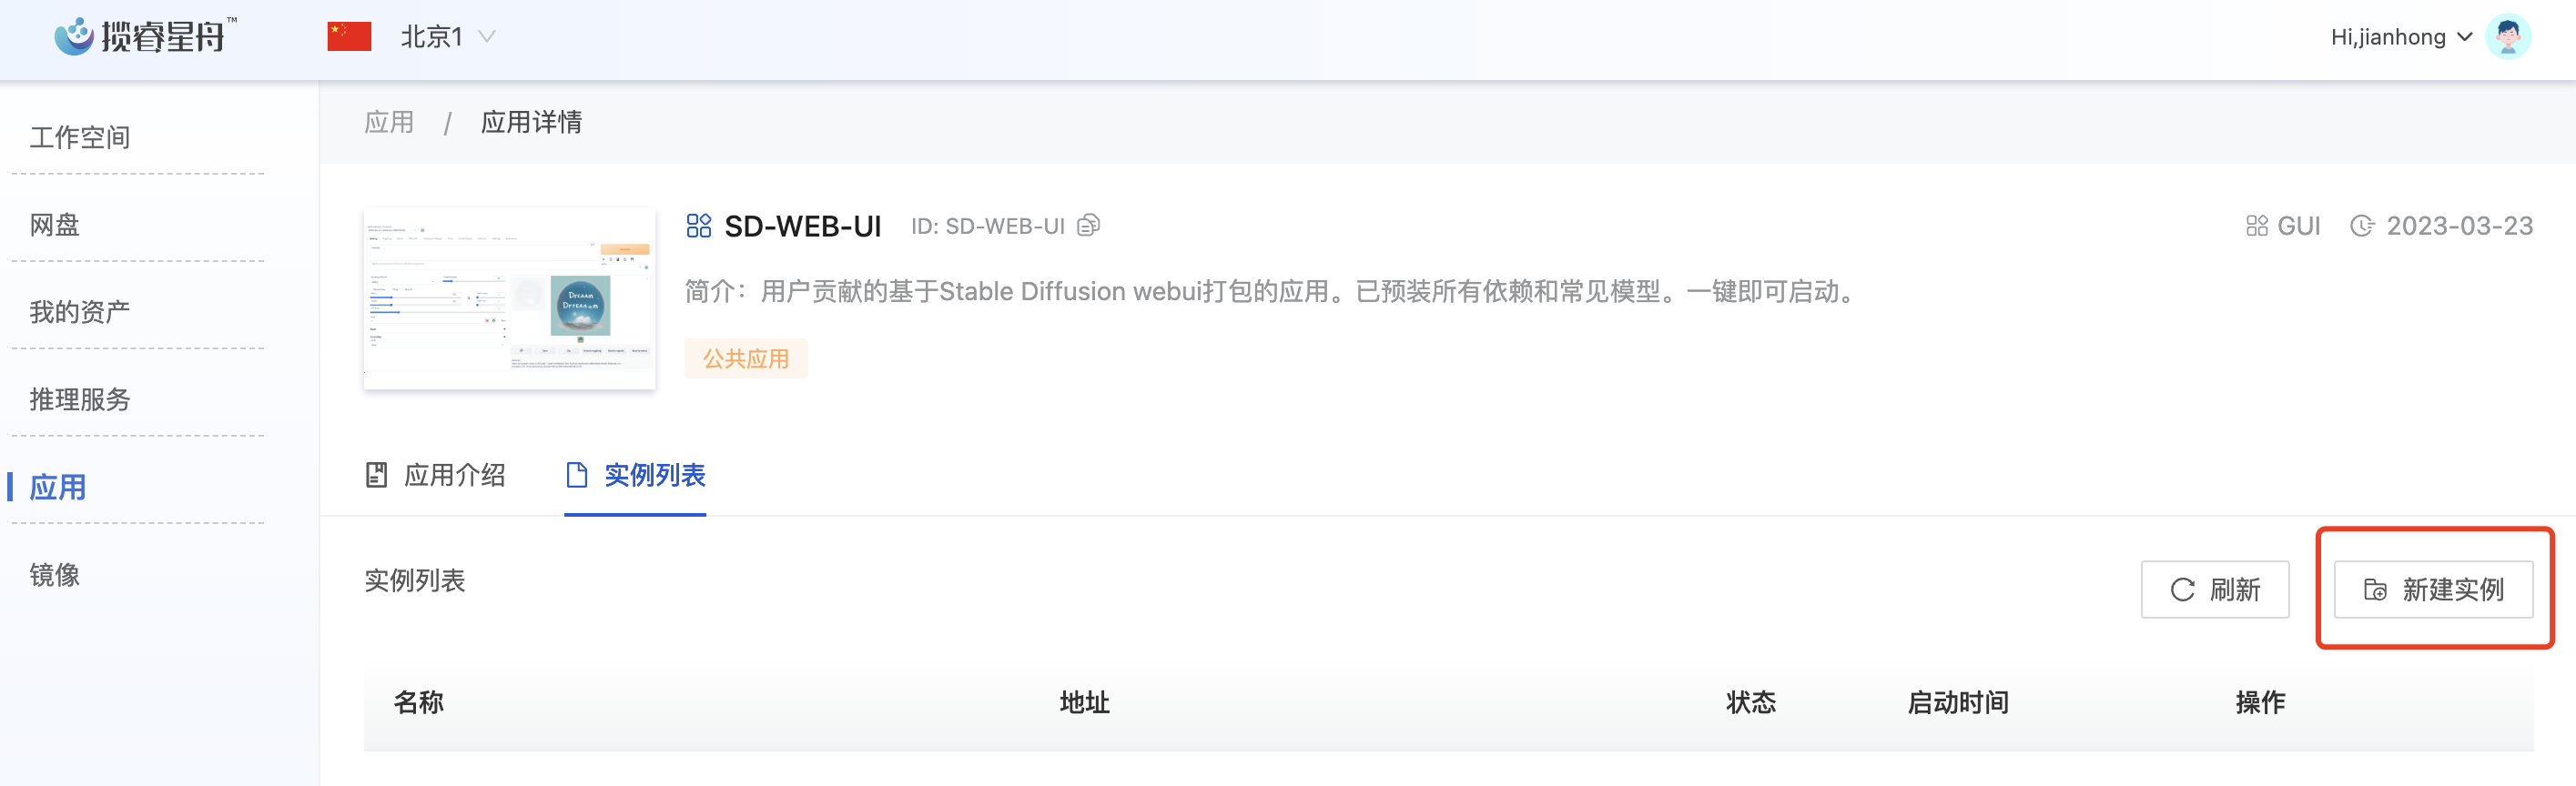 揽睿星舟™
北京1
Hi,jianhong
工作空间
网盘
我的资产
推理服务
应用
镜像
应用 / 应用详情
SD-WEB-UI ID: SD-WEB-UI
GUI 2023-03-23
简介：用户贡献的基于Stable Diffusion webui打包的应用。已预装所有依赖和常见模型。一键即可启动。
公共应用
应用介绍 实例列表
实例列表
刷新 新建实例
名称 地址 状态 启动时间 操作